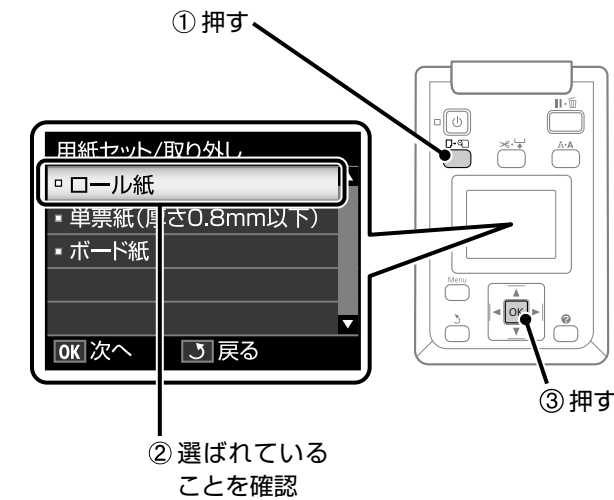 ① 押す
用紙セット/取り外し
ロール紙
単票紙(厚さ0.8mm以下)
ボード紙
OK 次へ 戻る
② 選ばれている
ことを確認
A·A
Menu
OK
?
③ 押す